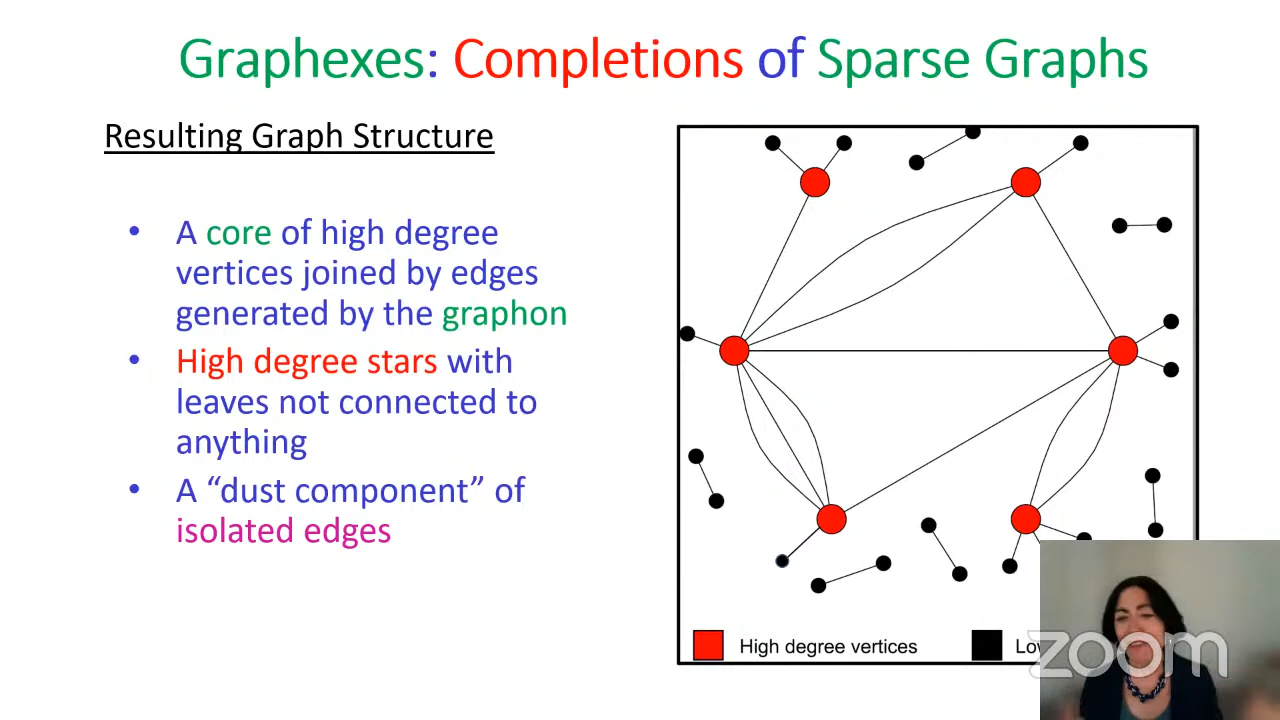 Graphexes: Completions of Sparse Graphs
Resulting Graph Structure
• A core of high degree
vertices joined by edges
generated by the graphon
• High degree stars with
leaves not connected to
anything
• A “dust component” of
isolated edges
High degree vertices
zoom